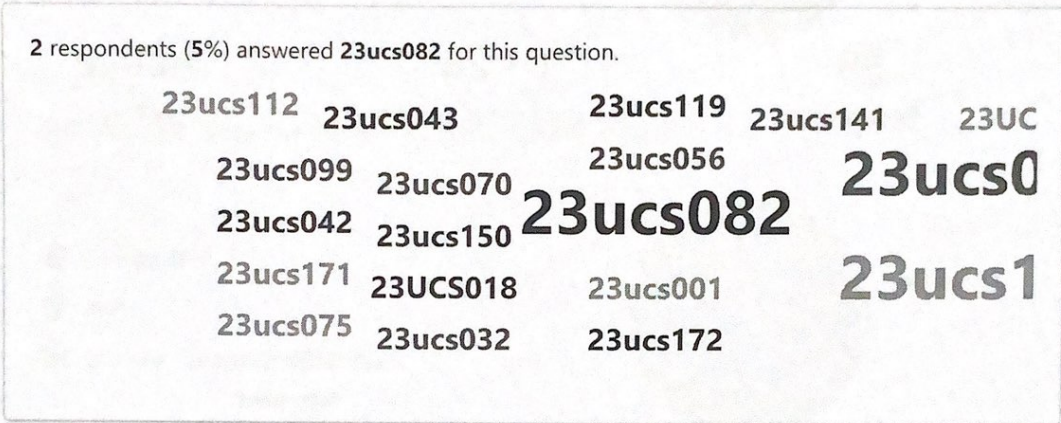 2 respondents (5%) answered 23ucs082 for this question.
23ucs112
23ucs043
23ucs119
23ucs141
23UC
23ucs099
23ucs070
23ucs056
23ucs0
23ucs042
23ucs150
23ucs082
23ucs171
23UCS018
23ucs001
23ucs1
23ucs075
23ucs032
23ucs172